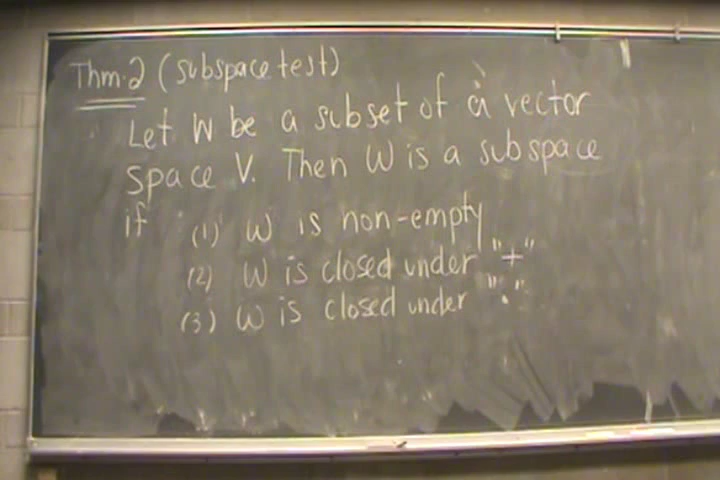 Thm.2 (subspace test)
Let W be a subset of a vector
space V. Then W is a subspace
if (1) W is non-empty
(2) W is closed under "+"
(3) W is closed under "."